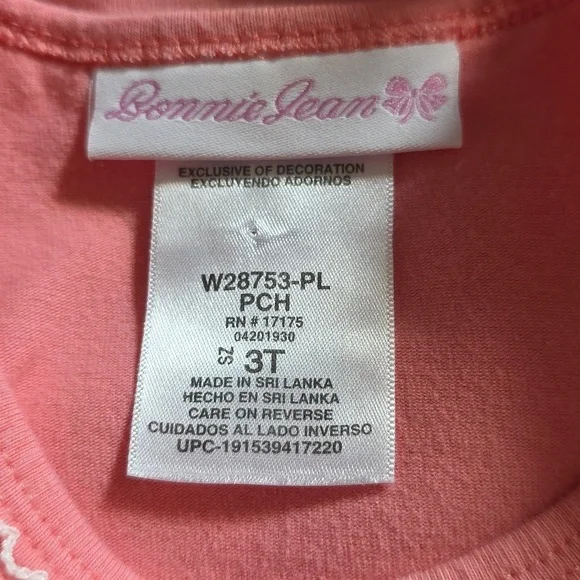 Bonnie Jean
EXCLUSIVE OF DECORATION
EXCLUYENDO ADORNOS
W28753-PL
PCH
RN # 17175
04201930
ZS 3T
MADE IN SRI LANKA
HECHO EN SRI LANKA
CARE ON REVERSE
CUIDADOS AL LADO INVERSO
UPC-191539417220